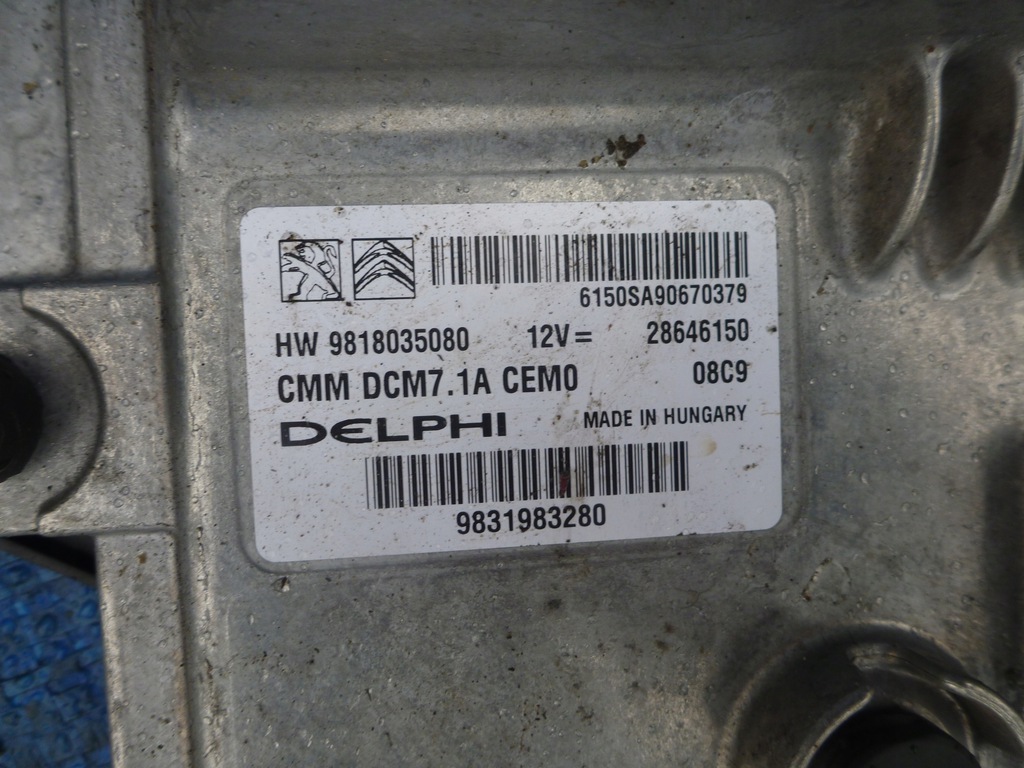 6150SA90670379
HW 9818035080 12V= 28646150
CMM DCM7.1A CEM0 08C9
DELPHI MADE IN HUNGARY
9831983280